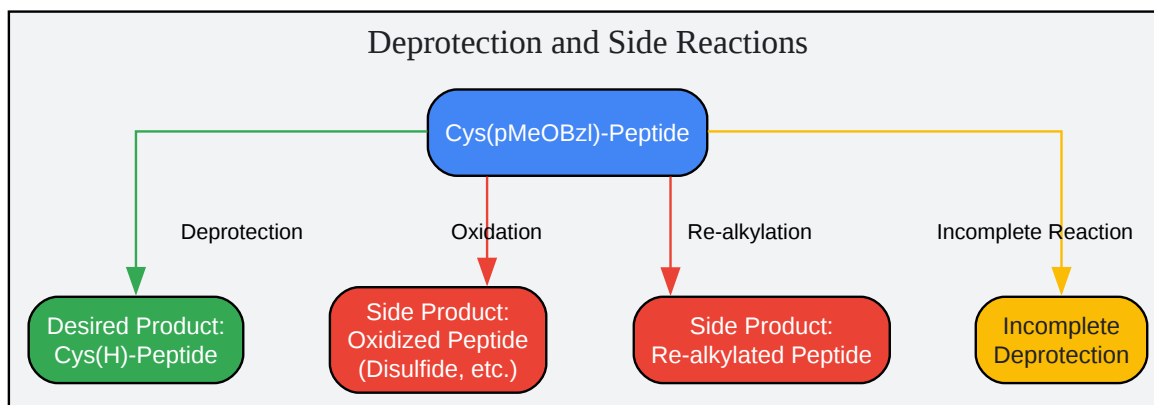 Deprotection and Side Reactions
Cys(pMeOBzl)-Peptide
Deprotection
Oxidation
Re-alkylation
Incomplete Reaction
Desired Product:
Cys(H)-Peptide
Side Product:
Oxidized Peptide
(Disulfide, etc.)
Side Product:
Re-alkylated Peptide
Incomplete
Deprotection